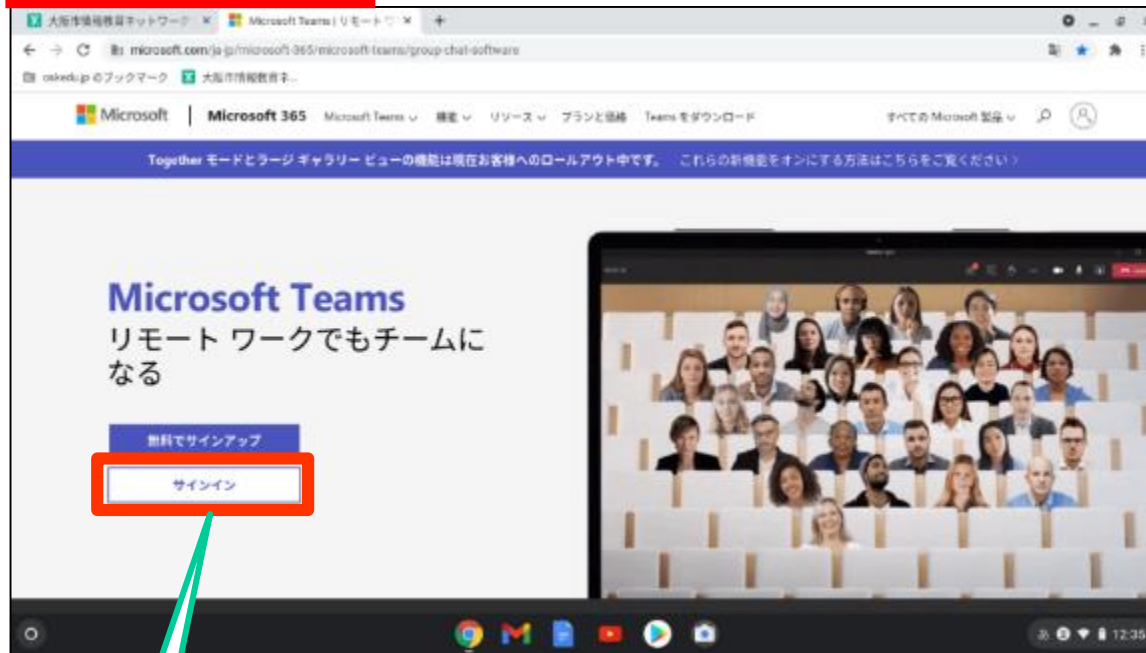 大阪市情報教育ネットワーク
Microsoft Teams | リモートワ
microsoft.com/ja-jp/microsoft-365/microsoft-teams/group-chat-software
のブックマーク
大阪市情報教育ネ...
Microsoft
Microsoft 365
Microsoft Teams
機能
リソース
プランと価格
Teams をダウンロード
すべての Microsoft 製品
Together モードとラージ ギャラリー ビューの機能は現在お客様へのロールアウト中です。 これらの新機能をオンにする方法はこちらをご覧ください >
Microsoft Teams
リモート ワークでもチームに
なる
無料でサインアップ
サインイン
あ
12:35